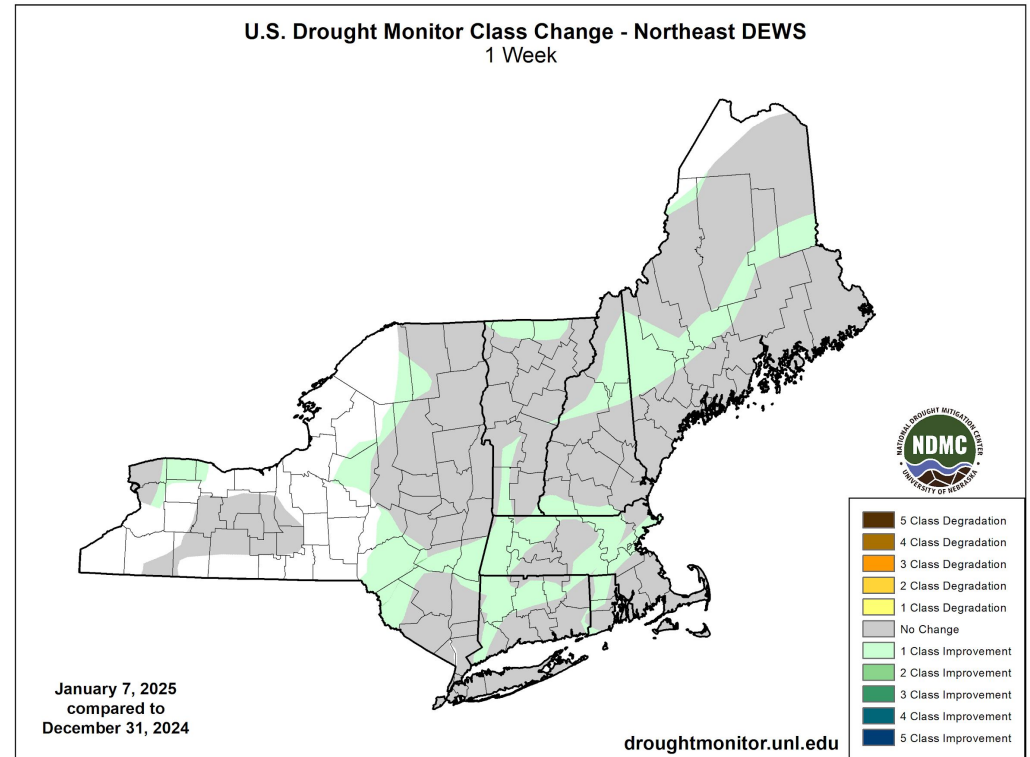 U.S. Drought Monitor Class Change - Northeast DEWS
1 Week
NATIONAL DROUGHT MITIGATION CENTER
NDMC
UNIVERSITY OF NEBRASKA
5 Class Degradation
4 Class Degradation
3 Class Degradation
2 Class Degradation
1 Class Degradation
No Change
1 Class Improvement
2 Class Improvement
3 Class Improvement
4 Class Improvement
5 Class Improvement
January 7, 2025
compared to
December 31, 2024
droughtmonitor.unl.edu